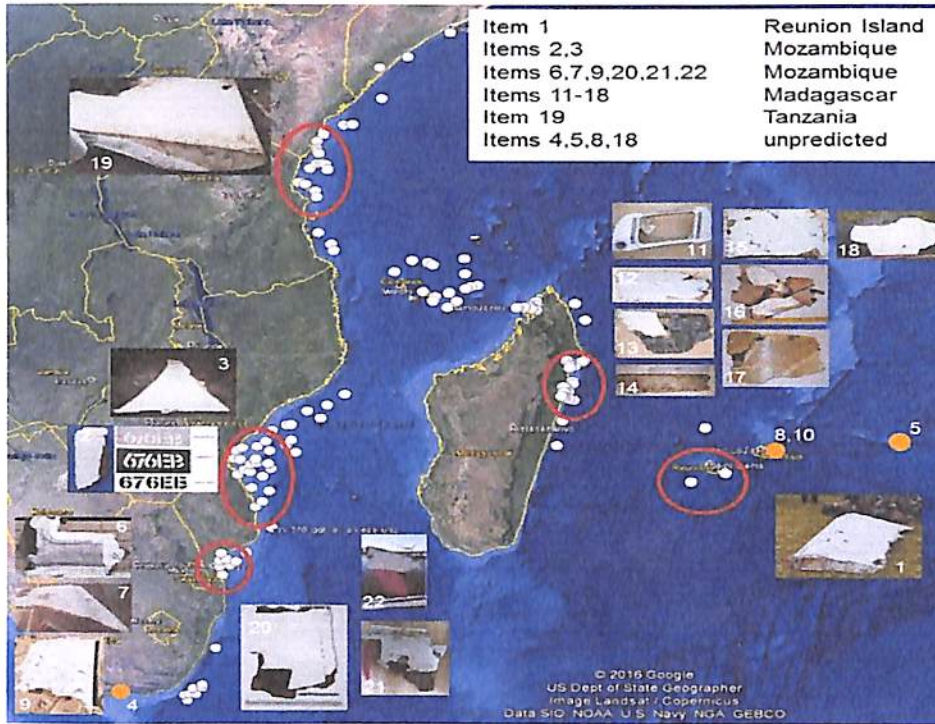 Item 1 Reunion Island
Items 2,3 Mozambique
Items 6,7,9,20,21,22 Mozambique
Items 11-18 Madagascar
Item 19 Tanzania
Items 4,5,8,18 unpredicted
19
11
15
18
12
16
13
14
17
3
8,10
5
676EB
676EB
676EB
6
1
7
22
20
21
9
4
© 2016 Google
US Dept of State Geographer
Image Landsat / Copernicus
Data SIO, NOAA, U.S. Navy, NGA, GEBCO